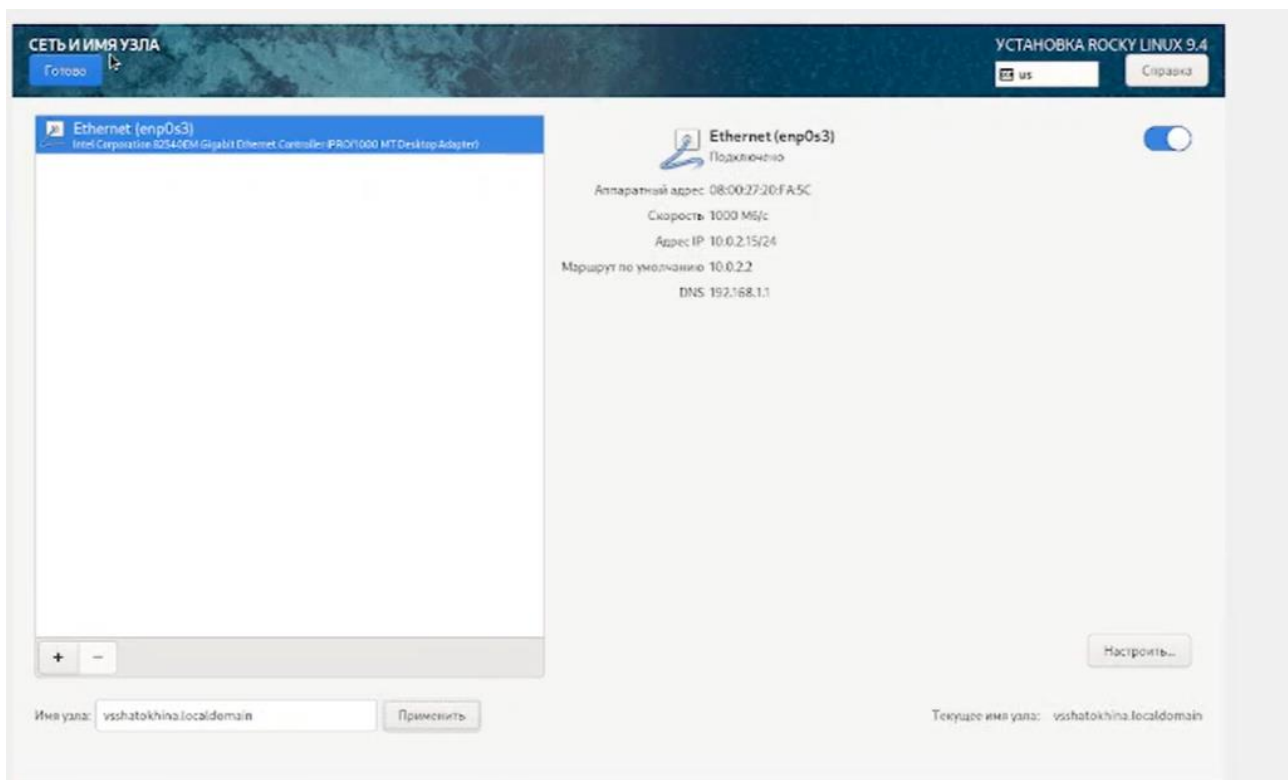 СЕТЬ И ИМЯ УЗЛА
Готово
УСТАНОВКА ROCKY LINUX 9.4
us
Справка
Ethernet (enp0s3)
Intel Corporation 82540EM Gigabit Ethernet Controller (PRO/1000 MT Desktop Adapter)
Ethernet (enp0s3)
Подключено
Аппаратный адрес 08:00:27:20:FA:5C
Скорость 1000 Мб/с
Адрес IP 10.0.2.15/24
Маршрут по умолчанию 10.0.2.2
DNS 192.168.1.1
+ −
Настроить...
Имя узла: vsshatokhina.localdomain Применить
Текущее имя узла: vsshatokhina.localdomain